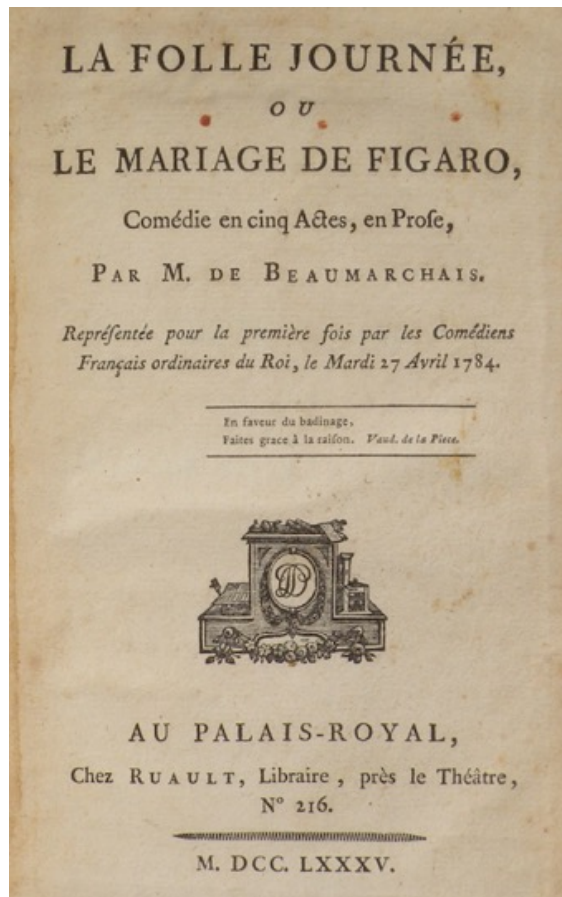 LA FOLLE JOURNÉE,
OU
LE MARIAGE DE FIGARO,
Comédie en cinq Actes, en Proſe,
PAR M. DE BEAUMARCHAIS.
Repréſentée pour la première fois par les Comédiens
Français ordinaires du Roi, le Mardi 27 Avril 1784.
En faveur du badinage,
Faites grace à la raiſon. Vaud. de la Piece.
AU PALAIS-ROYAL,
Chez RUAULT, Libraire, près le Théâtre,
Nº 216.
M. DCC. LXXXV.